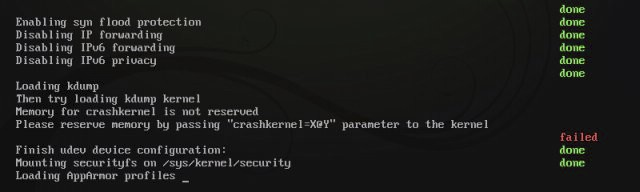 done
Enabling syn flood protection done
Disabling IP forwarding done
Disabling IPv6 forwarding done
Disabling IPv6 privacy done
done
Loading kdump
Then try loading kdump kernel
Memory for crashkernel is not reserved
Please reserve memory by passing "crashkernel=X@Y" parameter to the kernel
failed
Finish udev device configuration: done
Mounting securityfs on /sys/kernel/security done
Loading AppArmor profiles _